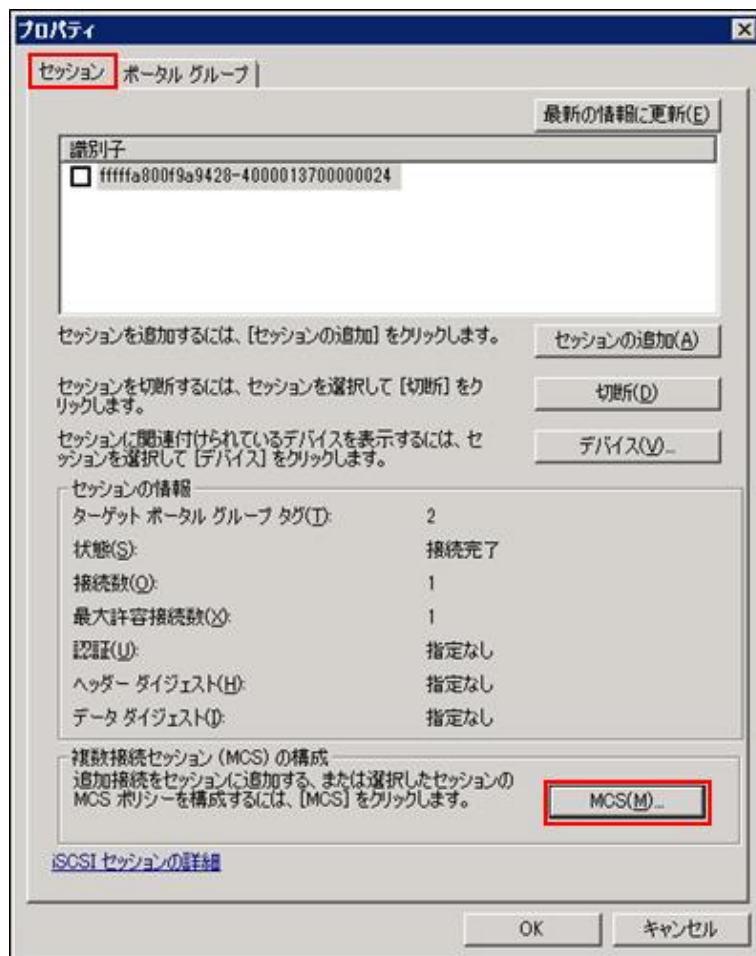 プロパティ
セッション ポータル グループ
最新の情報に更新(E)
識別子
fffffa800f9a9428-4000013700000024
セッションを追加するには、[セッションの追加] をクリックします。
セッションの追加(A)
セッションを切断するには、セッションを選択して [切断] をク
リックします。
切断(D)
セッションに関連付けられているデバイスを表示するには、セ
ッションを選択して [デバイス] をクリックします。
デバイス(V)...
セッションの情報
ターゲット ポータル グループ タグ(T): 2
状態(S): 接続完了
接続数(O): 1
最大許容接続数(X): 1
認証(U): 指定なし
ヘッダー ダイジェスト(H): 指定なし
データ ダイジェスト(I): 指定なし
複数接続セッション (MCS) の構成
追加接続をセッションに追加する、または選択したセッションの
MCS ポリシーを構成するには、[MCS] をクリックします。
MCS(M)...
iSCSI セッションの詳細
OK キャンセル